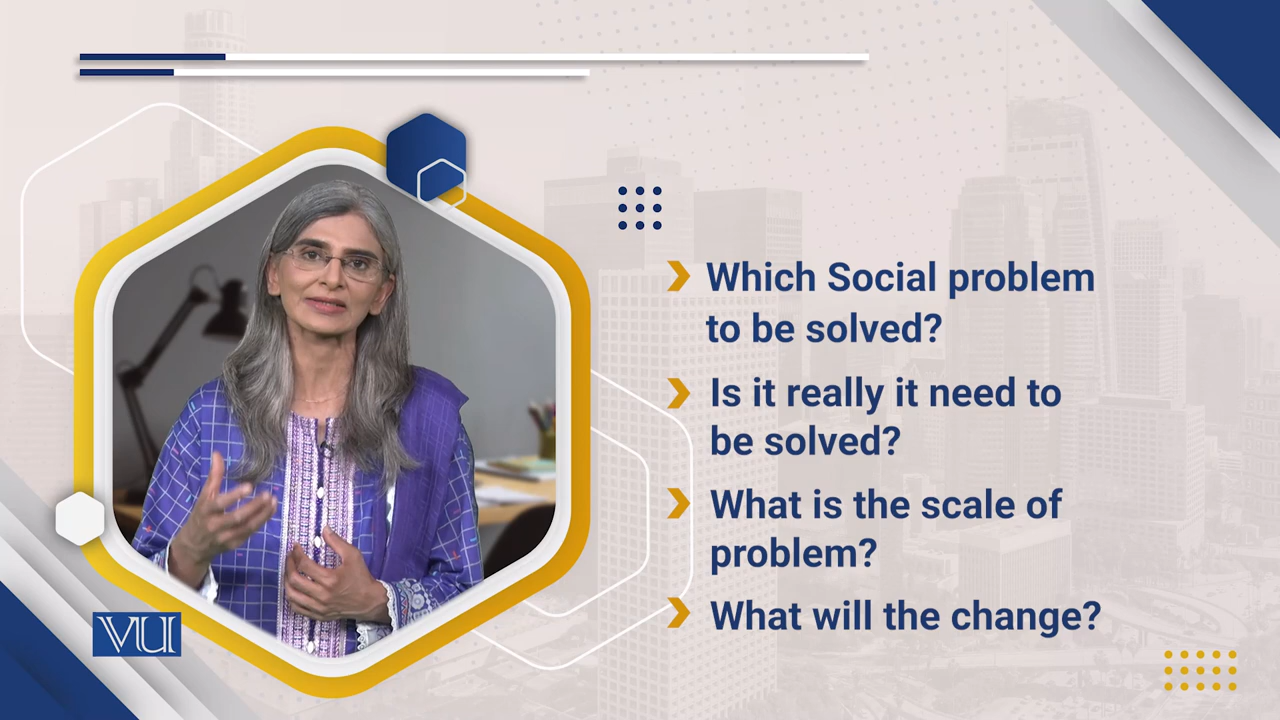 Which Social problem
to be solved?
Is it really it need to
be solved?
What is the scale of
problem?
What will the change?
VU